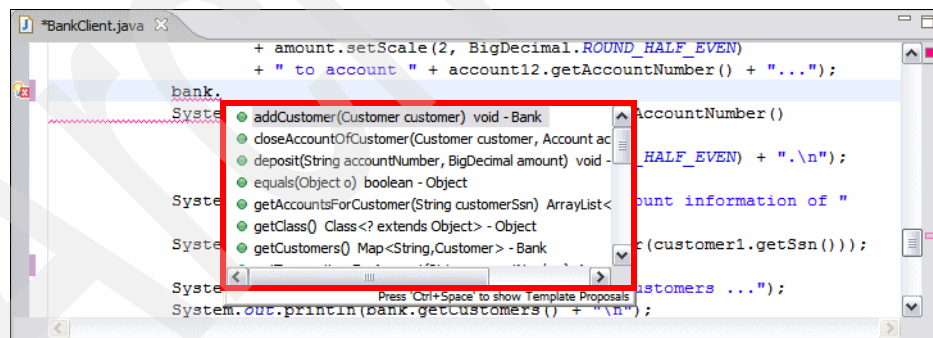 *BankClient.java
+ amount.setScale(2, BigDecimal.ROUND_HALF_EVEN)
+ " to account " + account12.getAccountNumber() + "...");
bank.
Syste AccountNumber()
addCustomer(Customer customer) void - Bank
closeAccountOfCustomer(Customer customer, Account ac
deposit(String accountNumber, BigDecimal amount) void - HALF_EVEN) + ".\n");
equals(Object o) boolean - Object
Syste getAccountsForCustomer(String customerSsn) ArrayList< ount information of "
getClass() Class<? extends Object> - Object
Syste getCustomers() Map<String,Customer> - Bank r(customer1.getSsn()));
Syste ustomers ...");
Press 'Ctrl+Space' to show Template Proposals
System.out.println(bank.getCustomers() + "\n");